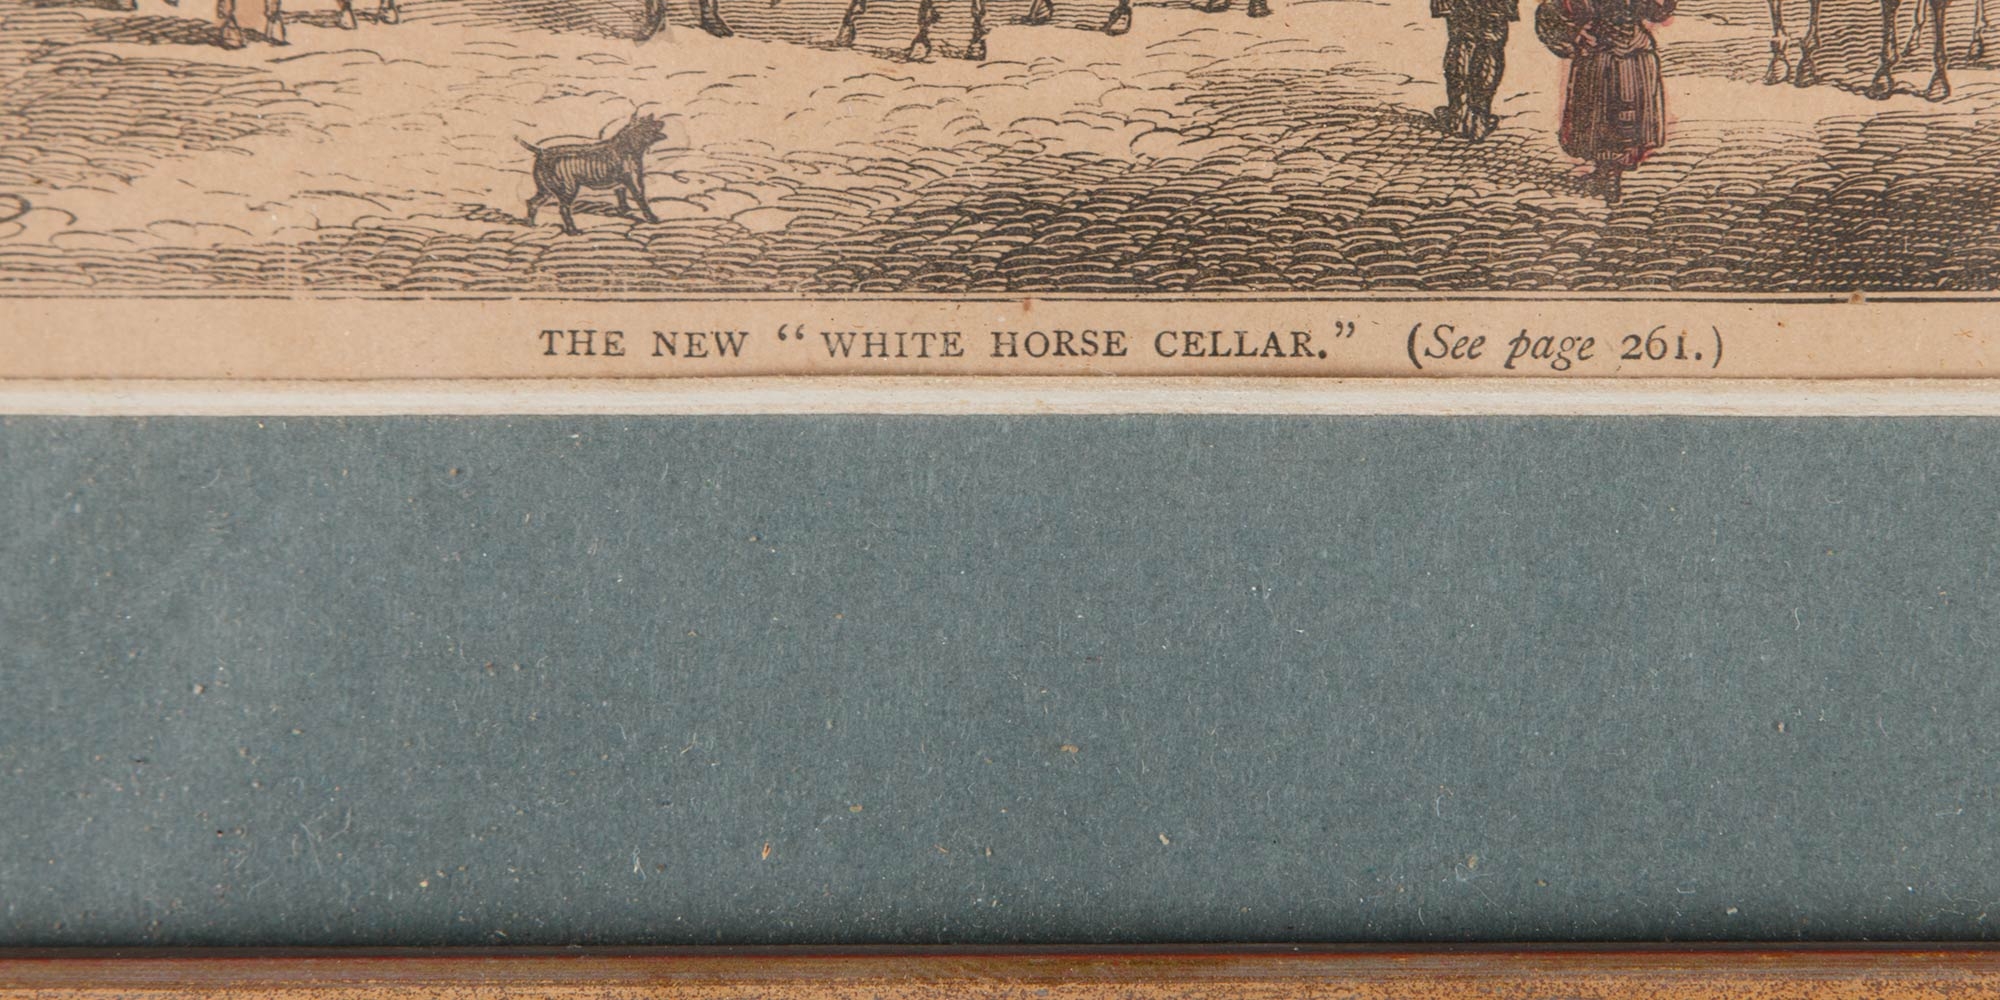 THE NEW “WHITE HORSE CELLAR.” (See page 261.)